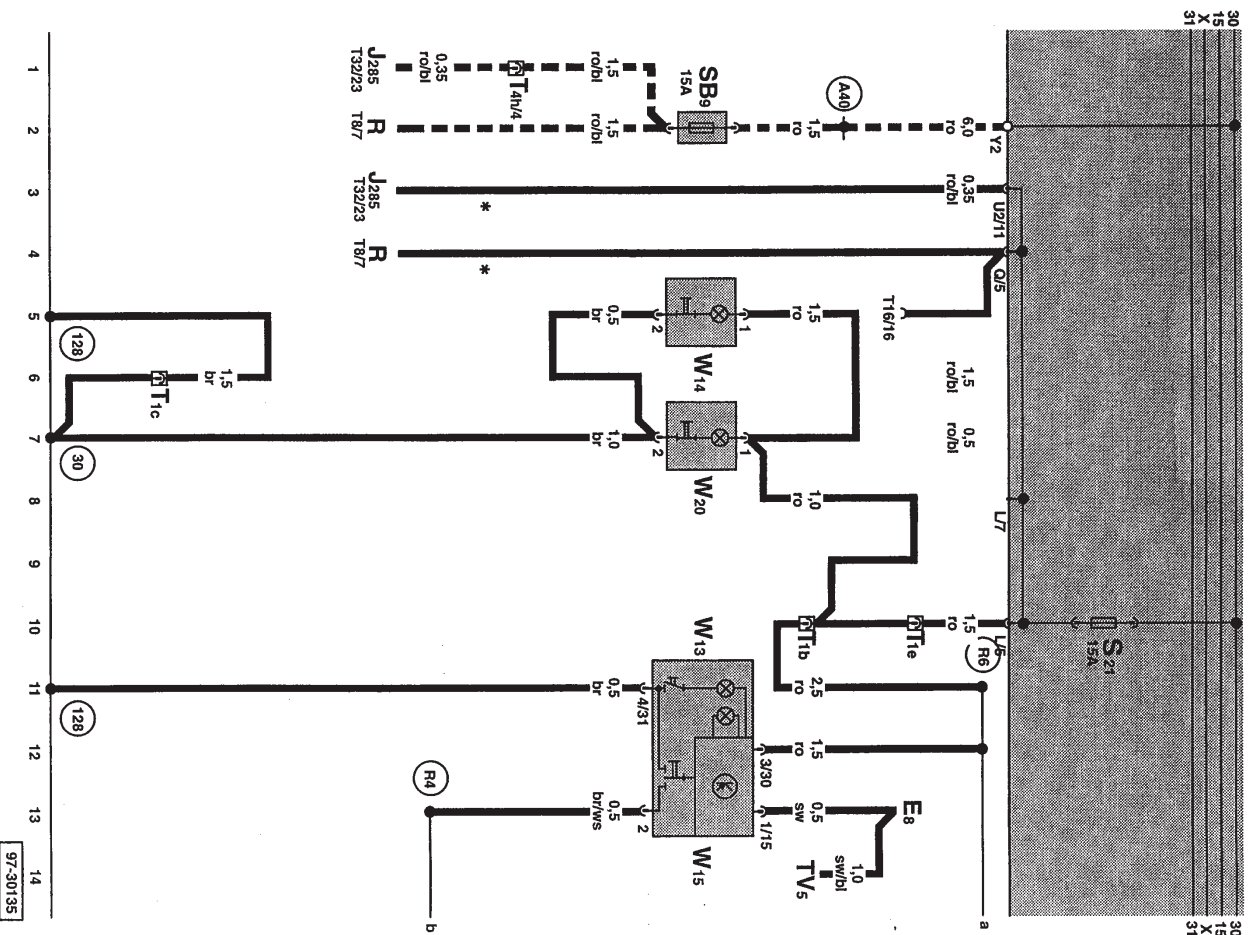 30
15
X
31
30
15
X
31
J285
T32/23
0,35
ro/bl
T4h/4
1,5
ro/bl
SB9
15A
A40
1,5
ro
6,0
ro
Y2
R
T8/7
1,5
ro/bl
J285
T32/23
*
0,35
ro/bl
U2/11
R
T8/7
*
Q/5
T16/16
128
0,5
br
2
1
W14
1,5
ro
1,5
ro/bl
0,5
ro/bl
1,5
br
T1c
30
1,0
br
2
1
W20
1,0
ro
L/7
W13
T1b
T1e
1,5
ro
L/5
R6
S21
15A
128
0,5
br
4/31
2,5
ro
3/30
1,5
ro
R4
0,5
br/ws
2
W15
1/15
0,5
sw
E8
TV5
1,0
sw/bl
a
b
1
2
3
4
5
6
7
8
9
10
11
12
13
14
97-30135